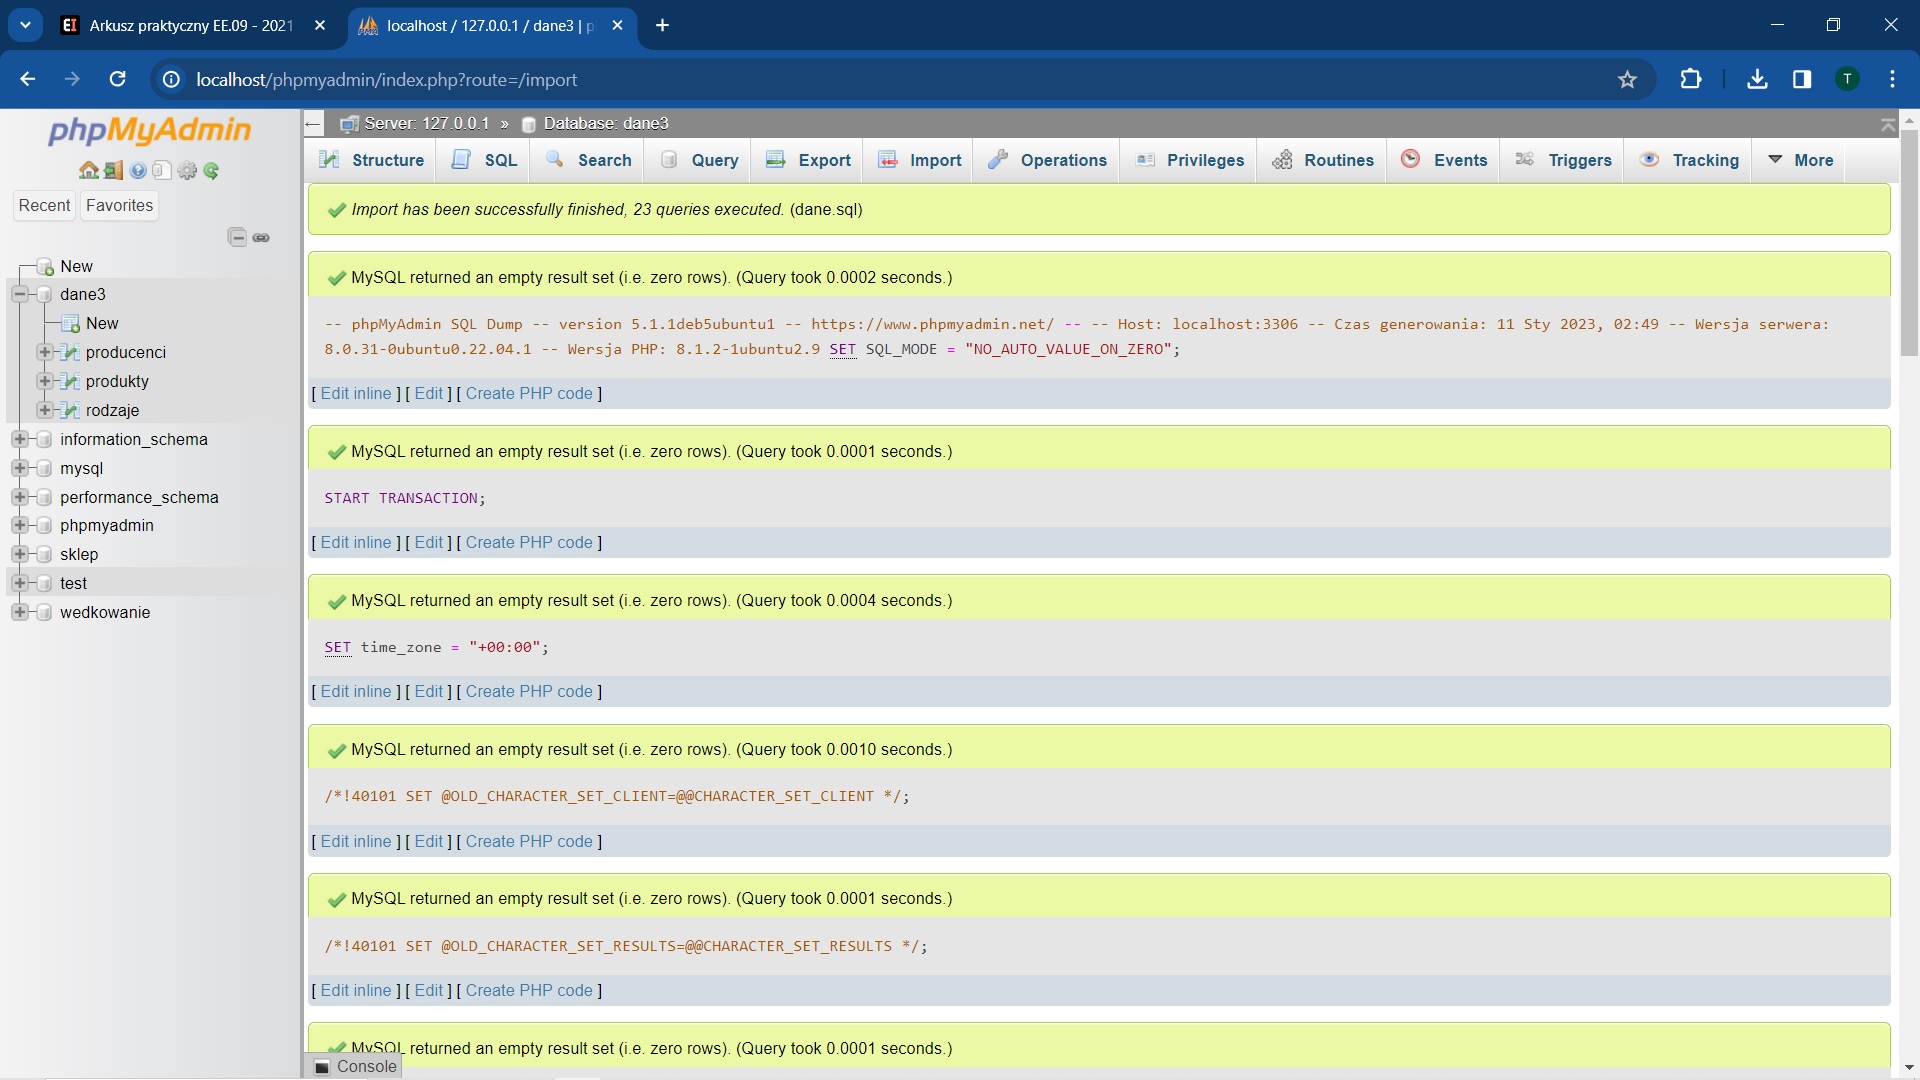 Arkusz praktyczny EE.09 - 2021
localhost / 127.0.0.1 / dane3 | p
localhost/phpmyadmin/index.php?route=/import
T
phpMyAdmin
Recent
Favorites
New
dane3
New
producenci
produkty
rodzaje
information_schema
mysql
performance_schema
phpmyadmin
sklep
test
wedkowanie
Server: 127.0.0.1 » Database: dane3
Structure SQL Search Query Export Import Operations Privileges Routines Events Triggers Tracking More
Import has been successfully finished, 23 queries executed. (dane.sql)
MySQL returned an empty result set (i.e. zero rows). (Query took 0.0002 seconds.)
-- phpMyAdmin SQL Dump -- version 5.1.1deb5ubuntu1 -- https://www.phpmyadmin.net/ -- -- Host: localhost:3306 -- Czas generowania: 11 Sty 2023, 02:49 -- Wersja serwera:
8.0.31-0ubuntu0.22.04.1 -- Wersja PHP: 8.1.2-1ubuntu2.9 SET SQL_MODE = "NO_AUTO_VALUE_ON_ZERO";
[ Edit inline ] [ Edit ] [ Create PHP code ]
MySQL returned an empty result set (i.e. zero rows). (Query took 0.0001 seconds.)
START TRANSACTION;
[ Edit inline ] [ Edit ] [ Create PHP code ]
MySQL returned an empty result set (i.e. zero rows). (Query took 0.0004 seconds.)
SET time_zone = "+00:00";
[ Edit inline ] [ Edit ] [ Create PHP code ]
MySQL returned an empty result set (i.e. zero rows). (Query took 0.0010 seconds.)
/*!40101 SET @OLD_CHARACTER_SET_CLIENT=@@CHARACTER_SET_CLIENT */;
[ Edit inline ] [ Edit ] [ Create PHP code ]
MySQL returned an empty result set (i.e. zero rows). (Query took 0.0001 seconds.)
/*!40101 SET @OLD_CHARACTER_SET_RESULTS=@@CHARACTER_SET_RESULTS */;
[ Edit inline ] [ Edit ] [ Create PHP code ]
MySQL returned an empty result set (i.e. zero rows). (Query took 0.0001 seconds.)
Console